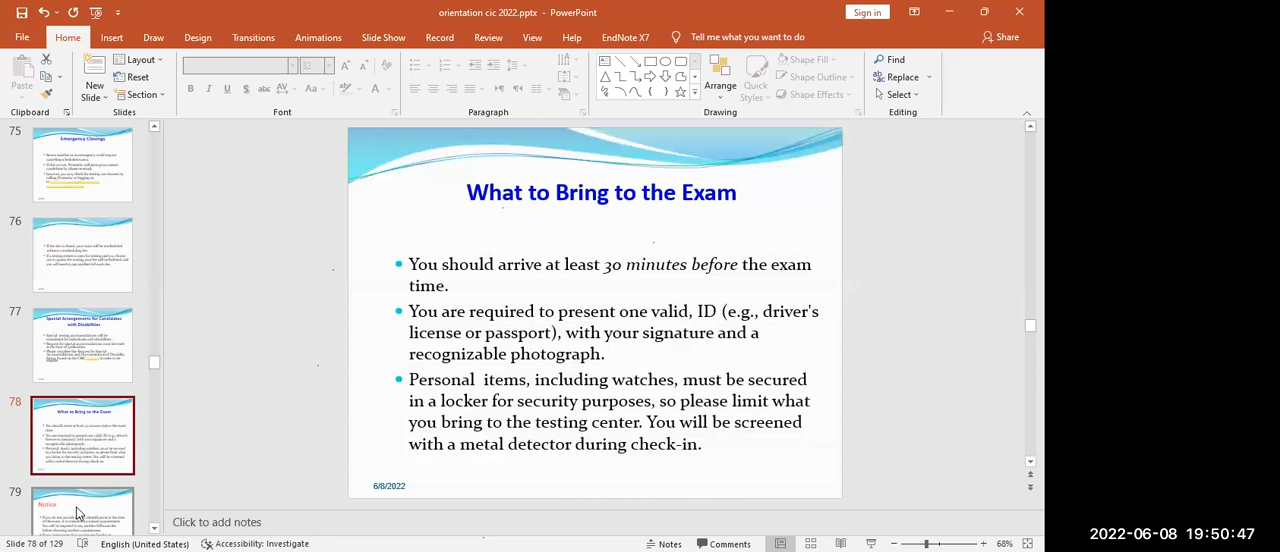 orientation cic 2022.pptx - PowerPoint
Sign in
File Home Insert Draw Design Transitions Animations Slide Show Record Review View Help EndNote X7 Tell me what you want to do Share
Paste
New Slide
Layout
Reset
Section
32
B I U S abc AV Aa A
Arrange
Quick Styles
Shape Fill
Shape Outline
Shape Effects
Find
Replace
Select
Clipboard Slides Font Paragraph Drawing Editing
75
Emergency Closings
76
77
Special Arrangements for Candidates
with Disabilities
78
What to Bring to the Exam
79
Notice
What to Bring to the Exam
You should arrive at least 30 minutes before the exam
time.
You are required to present one valid, ID (e.g., driver's
license or passport), with your signature and a
recognizable photograph.
Personal items, including watches, must be secured
in a locker for security purposes, so please limit what
you bring to the testing center. You will be screened
with a metal detector during check-in.
6/8/2022
Click to add notes
Slide 78 of 129 English (United States) Accessibility: Investigate Notes Comments 68%
2022-06-08 19:50:47